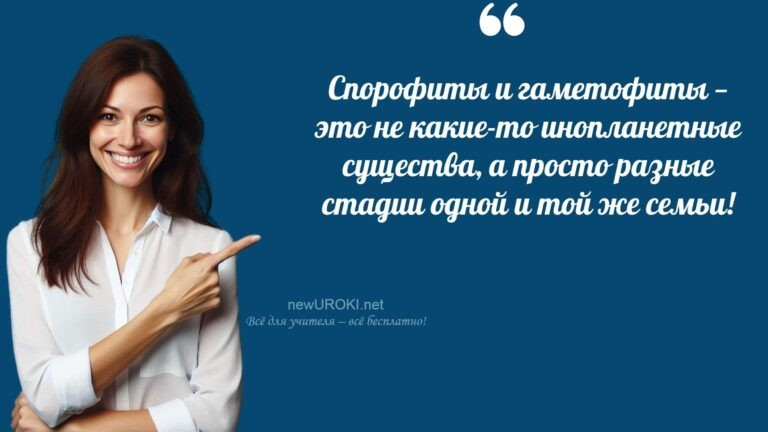 ❝
Спорофиты и гаметофиты –
это не какие-то инопланетные
существа, а просто разные
стадии одной и той же семьи!
newUROKI.net
Всё для учителя – всё бесплатно!